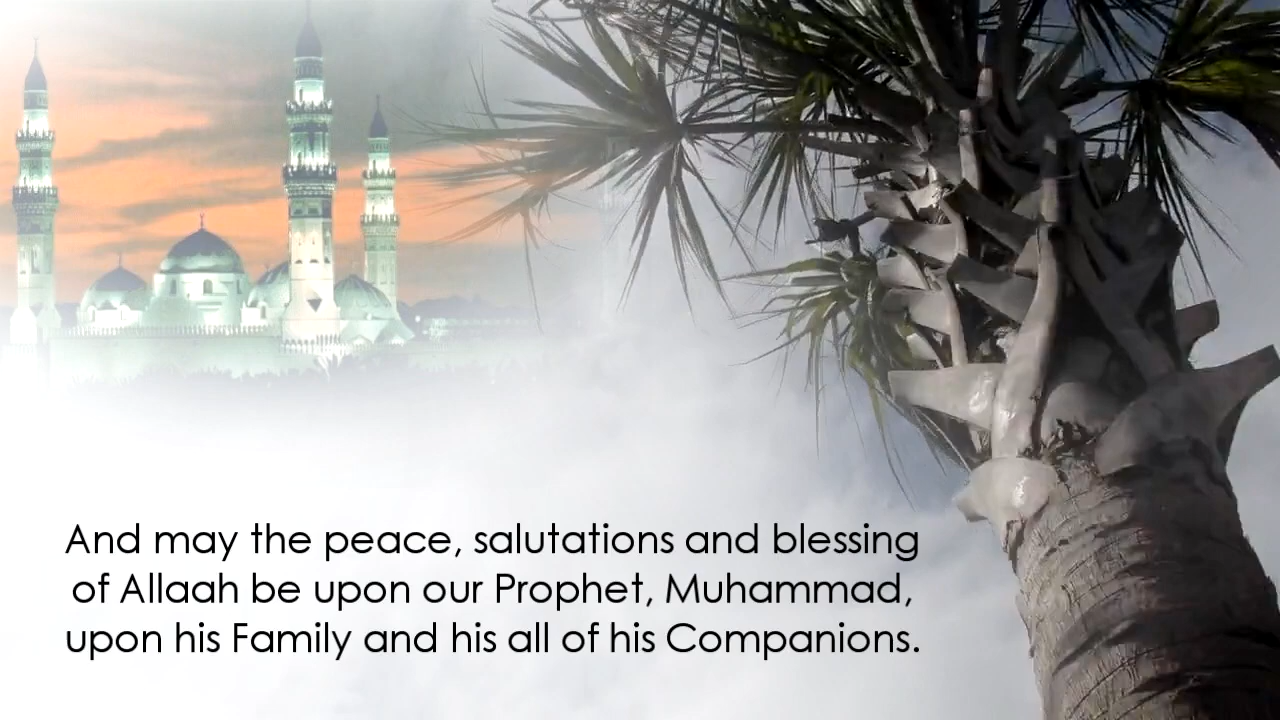 And may the peace, salutations and blessing
of Allaah be upon our Prophet, Muhammad,
upon his Family and his all of his Companions.